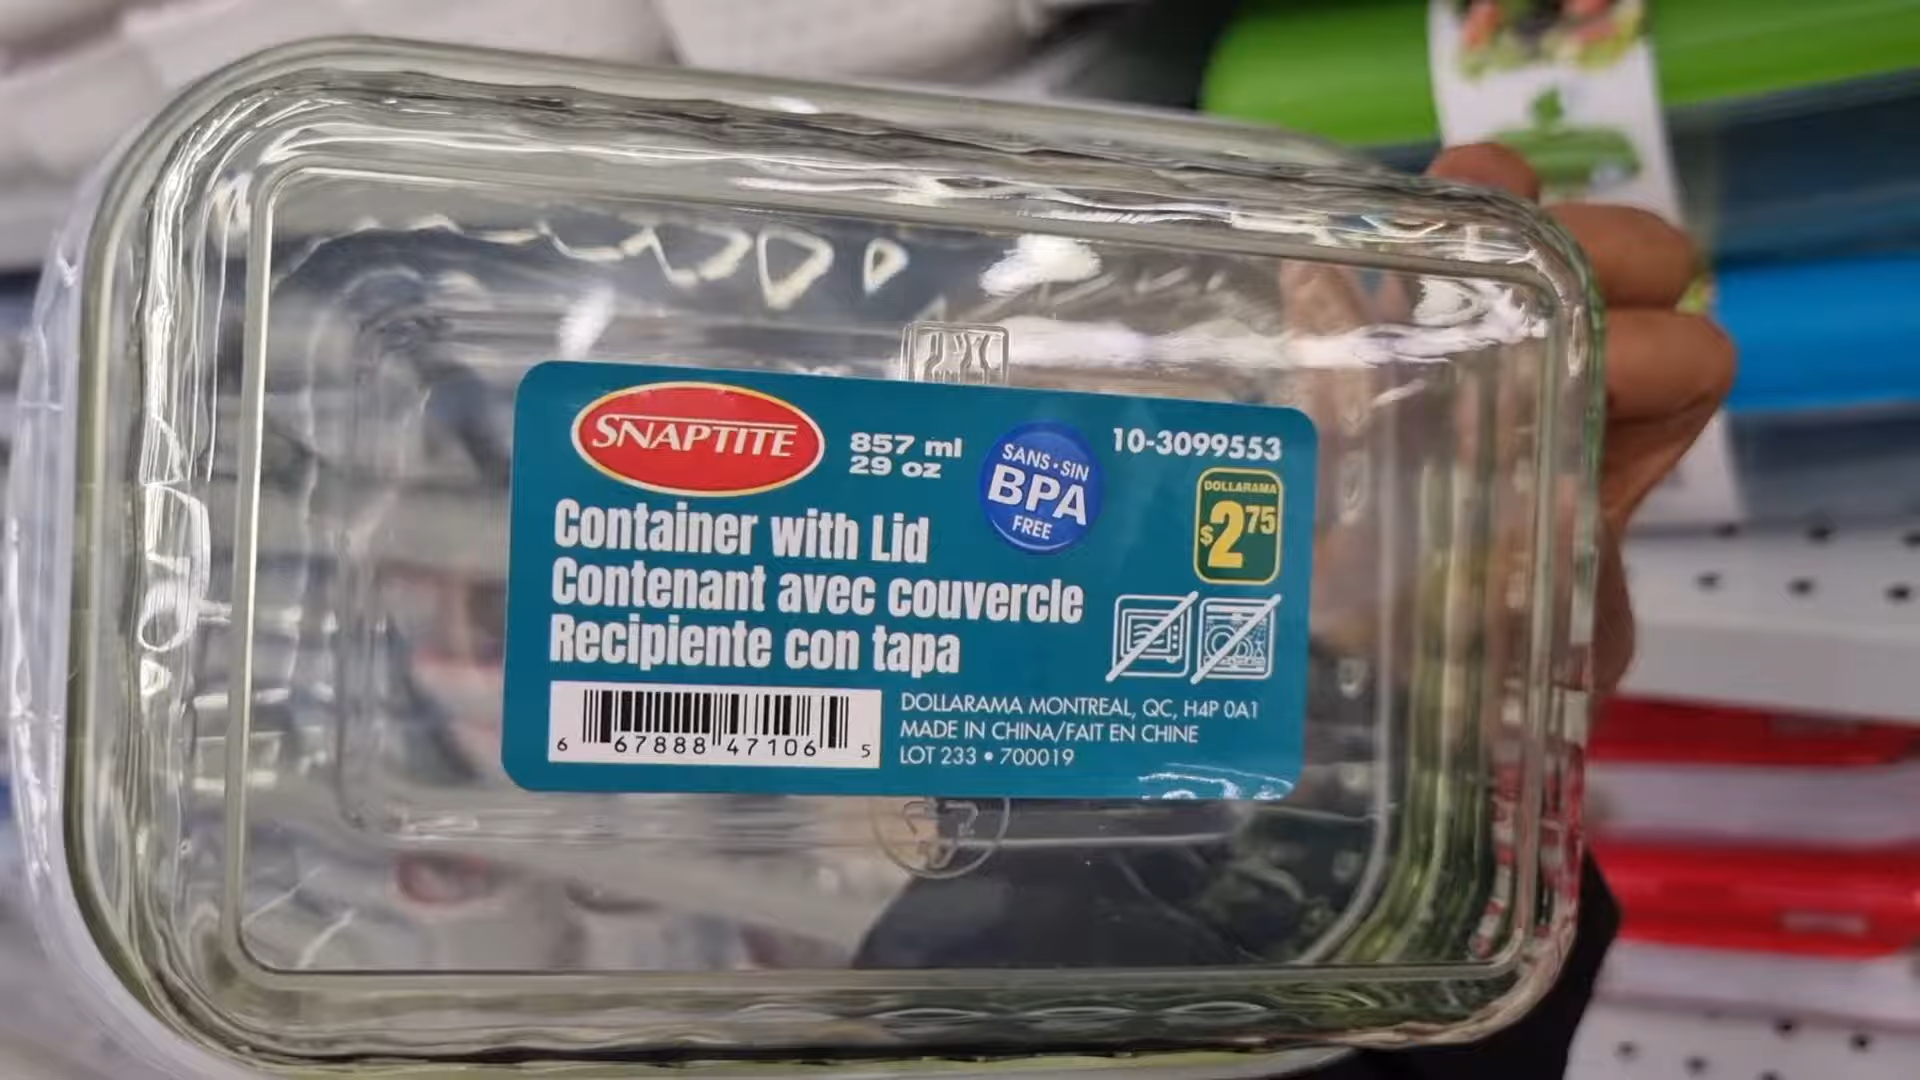 SNAPTITE
857 ml
29 oz
SANS • SIN
BPA
FREE
10-3099553
DOLLARAMA
$2.75
Container with Lid
Contenant avec couvercle
Recipiente con tapa
6 67888 47106 5
DOLLARAMA MONTREAL, QC, H4P 0A1
MADE IN CHINA/FAIT EN CHINE
LOT 233 • 700019